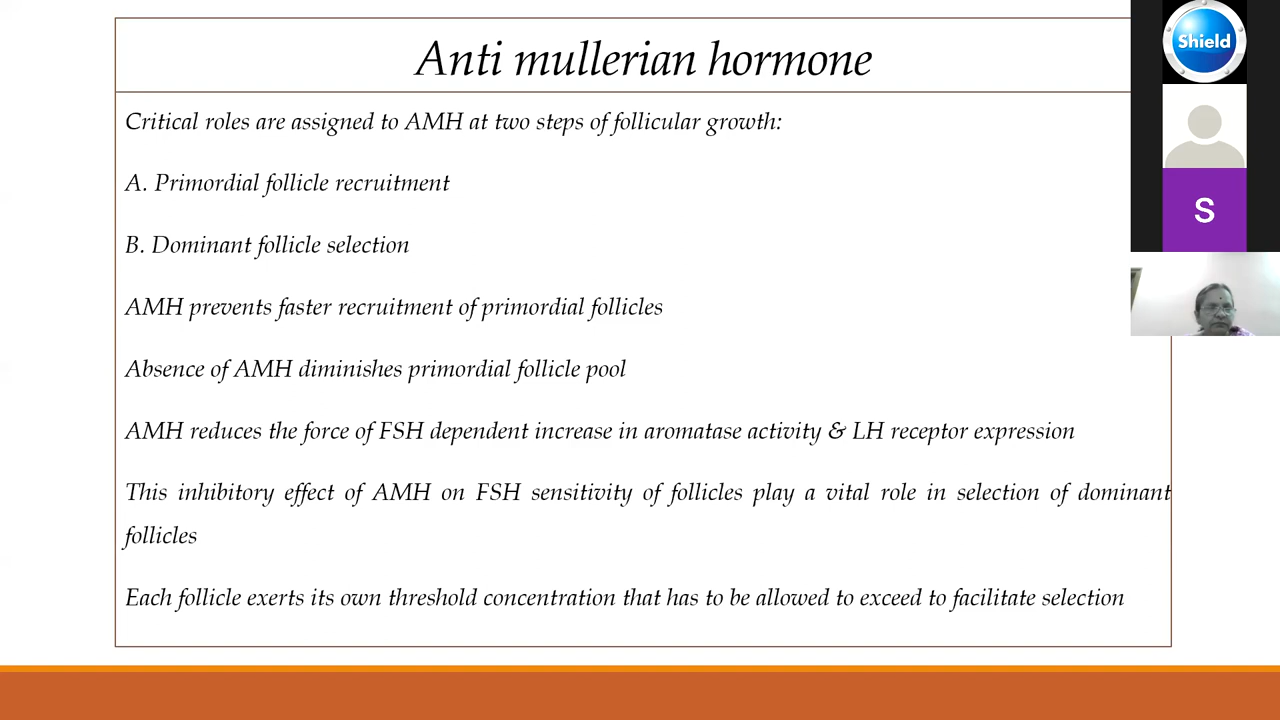 Anti mullerian hormone
Critical roles are assigned to AMH at two steps of follicular growth:
A. Primordial follicle recruitment
B. Dominant follicle selection
AMH prevents faster recruitment of primordial follicles
Absence of AMH diminishes primordial follicle pool
AMH reduces the force of FSH dependent increase in aromatase activity & LH receptor expression
This inhibitory effect of AMH on FSH sensitivity of follicles play a vital role in selection of dominant
follicles
Each follicle exerts its own threshold concentration that has to be allowed to exceed to facilitate selection
Shield
S